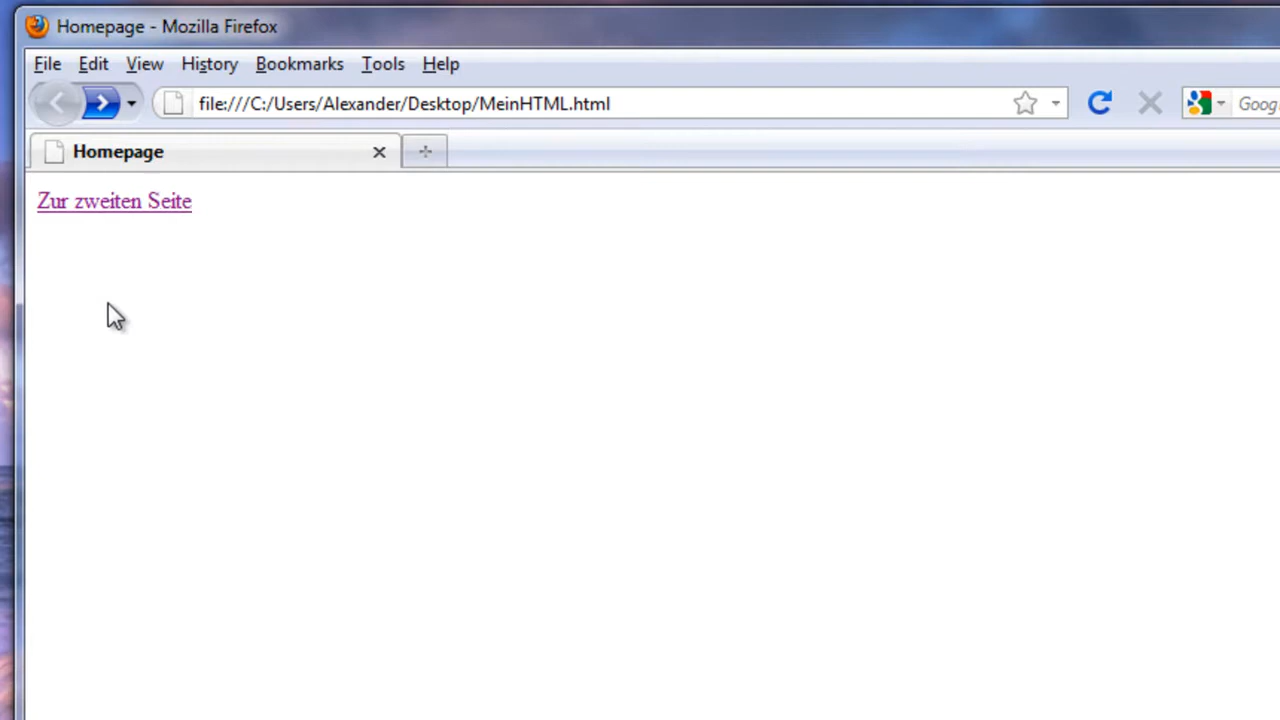 Homepage - Mozilla Firefox
File Edit View History Bookmarks Tools Help
file:///C:/Users/Alexander/Desktop/MeinHTML.html Goog
Homepage
Zur zweiten Seite